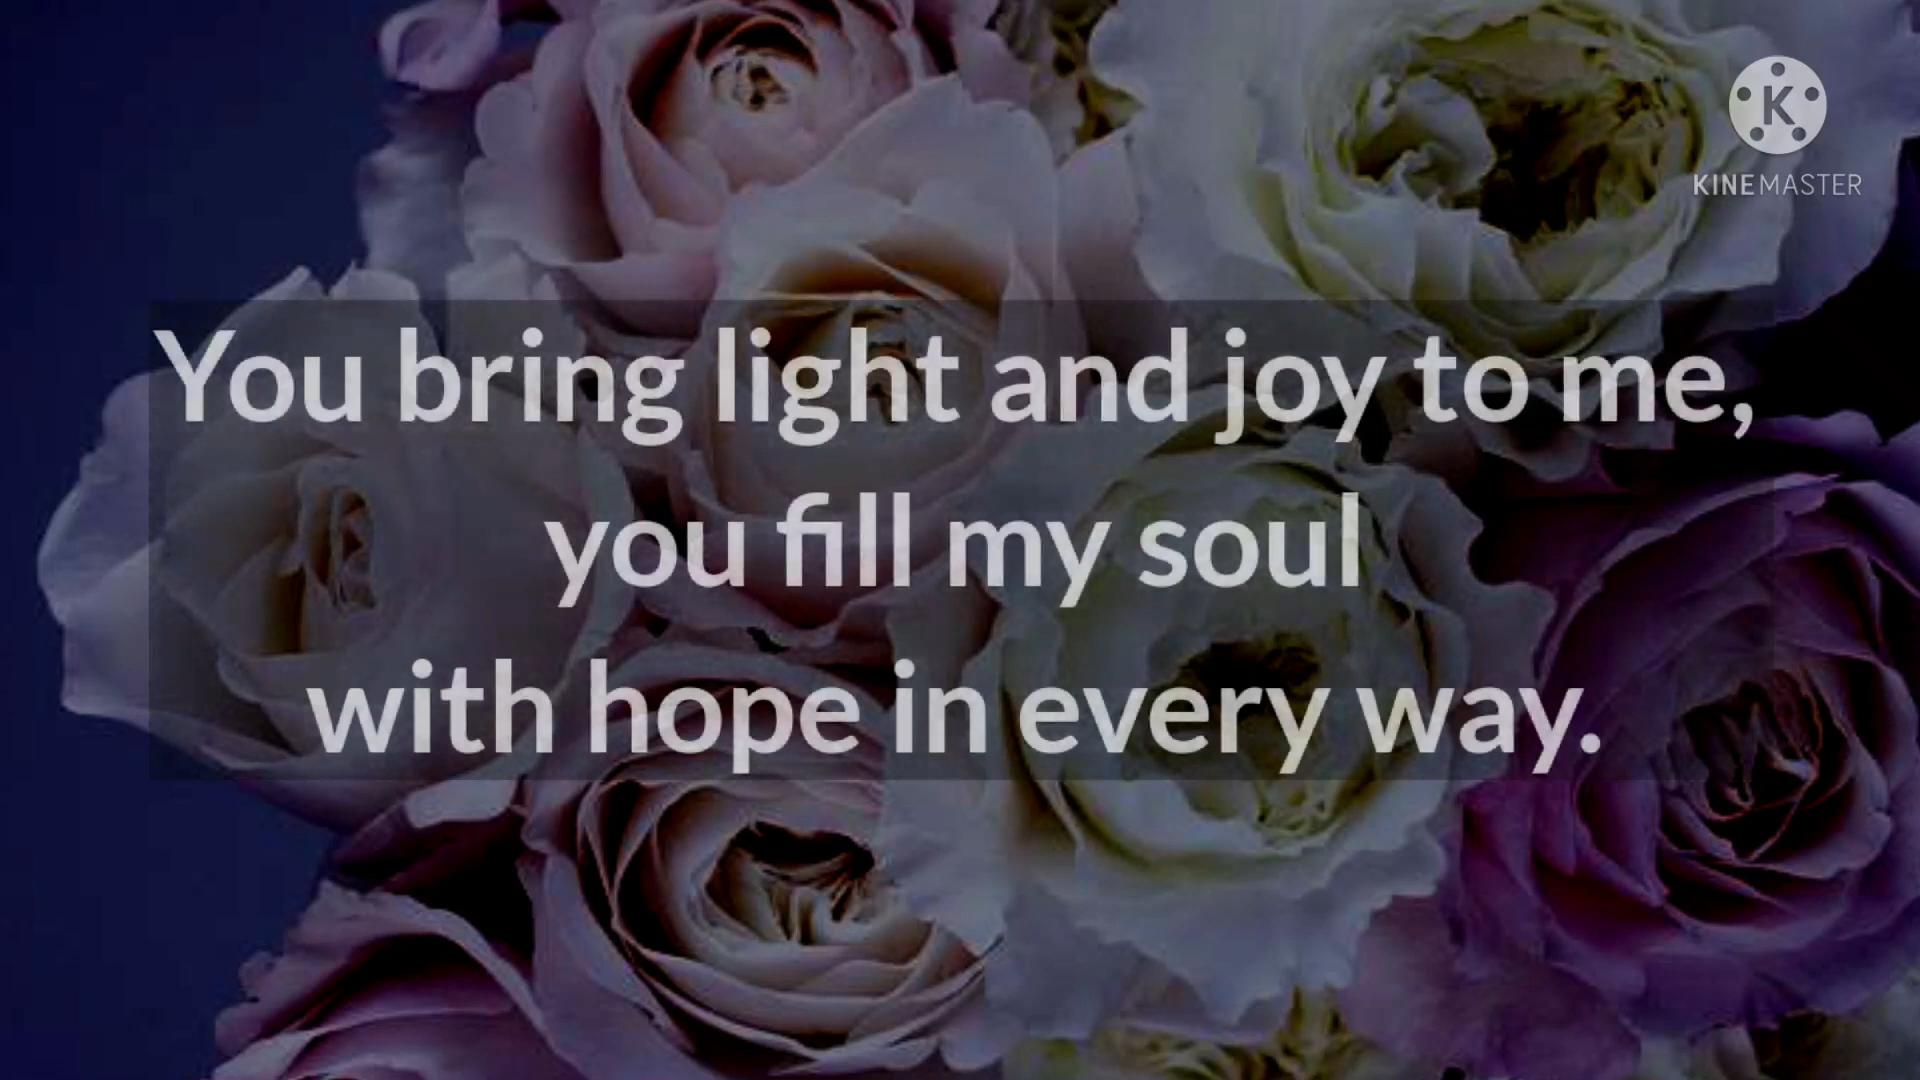 K
KINEMASTER
You bring light and joy to me,
you fill my soul
with hope in every way.